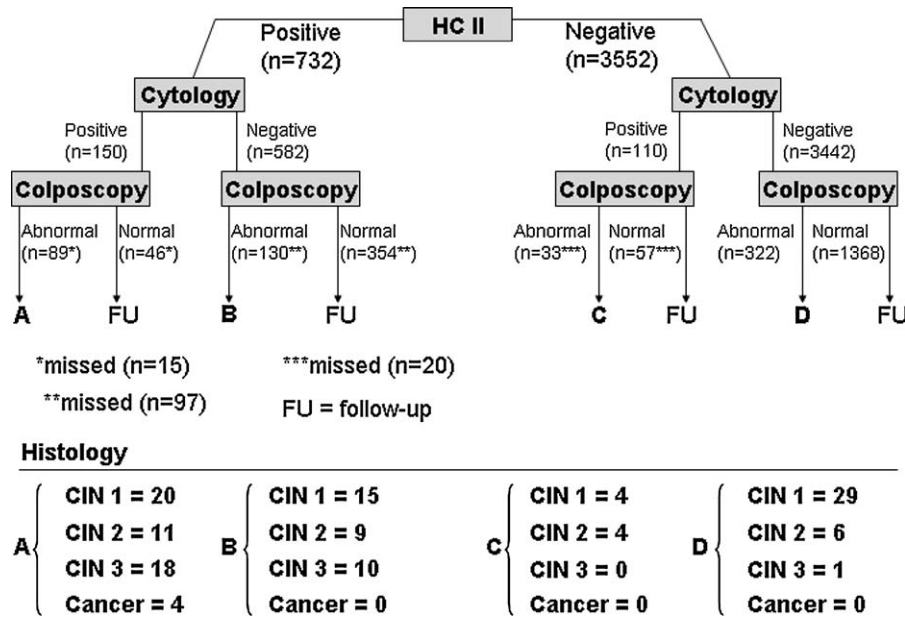 HC II
Positive
(n=732)
Negative
(n=3552)
Cytology
Cytology
Positive
(n=150)
Negative
(n=582)
Positive
(n=110)
Negative
(n=3442)
Colposcopy
Colposcopy
Colposcopy
Colposcopy
Abnormal
(n=89*)
Normal
(n=46*)
Abnormal
(n=130**)
Normal
(n=354**)
Abnormal
(n=33***)
Normal
(n=57***)
Abnormal
(n=322)
Normal
(n=1368)
A
FU
B
FU
C
FU
D
FU
*missed (n=15)
***missed (n=20)
**missed (n=97)
FU = follow-up
Histology
A
CIN 1 = 20
CIN 2 = 11
CIN 3 = 18
Cancer = 4
B
CIN 1 = 15
CIN 2 = 9
CIN 3 = 10
Cancer = 0
C
CIN 1 = 4
CIN 2 = 4
CIN 3 = 0
Cancer = 0
D
CIN 1 = 29
CIN 2 = 6
CIN 3 = 1
Cancer = 0